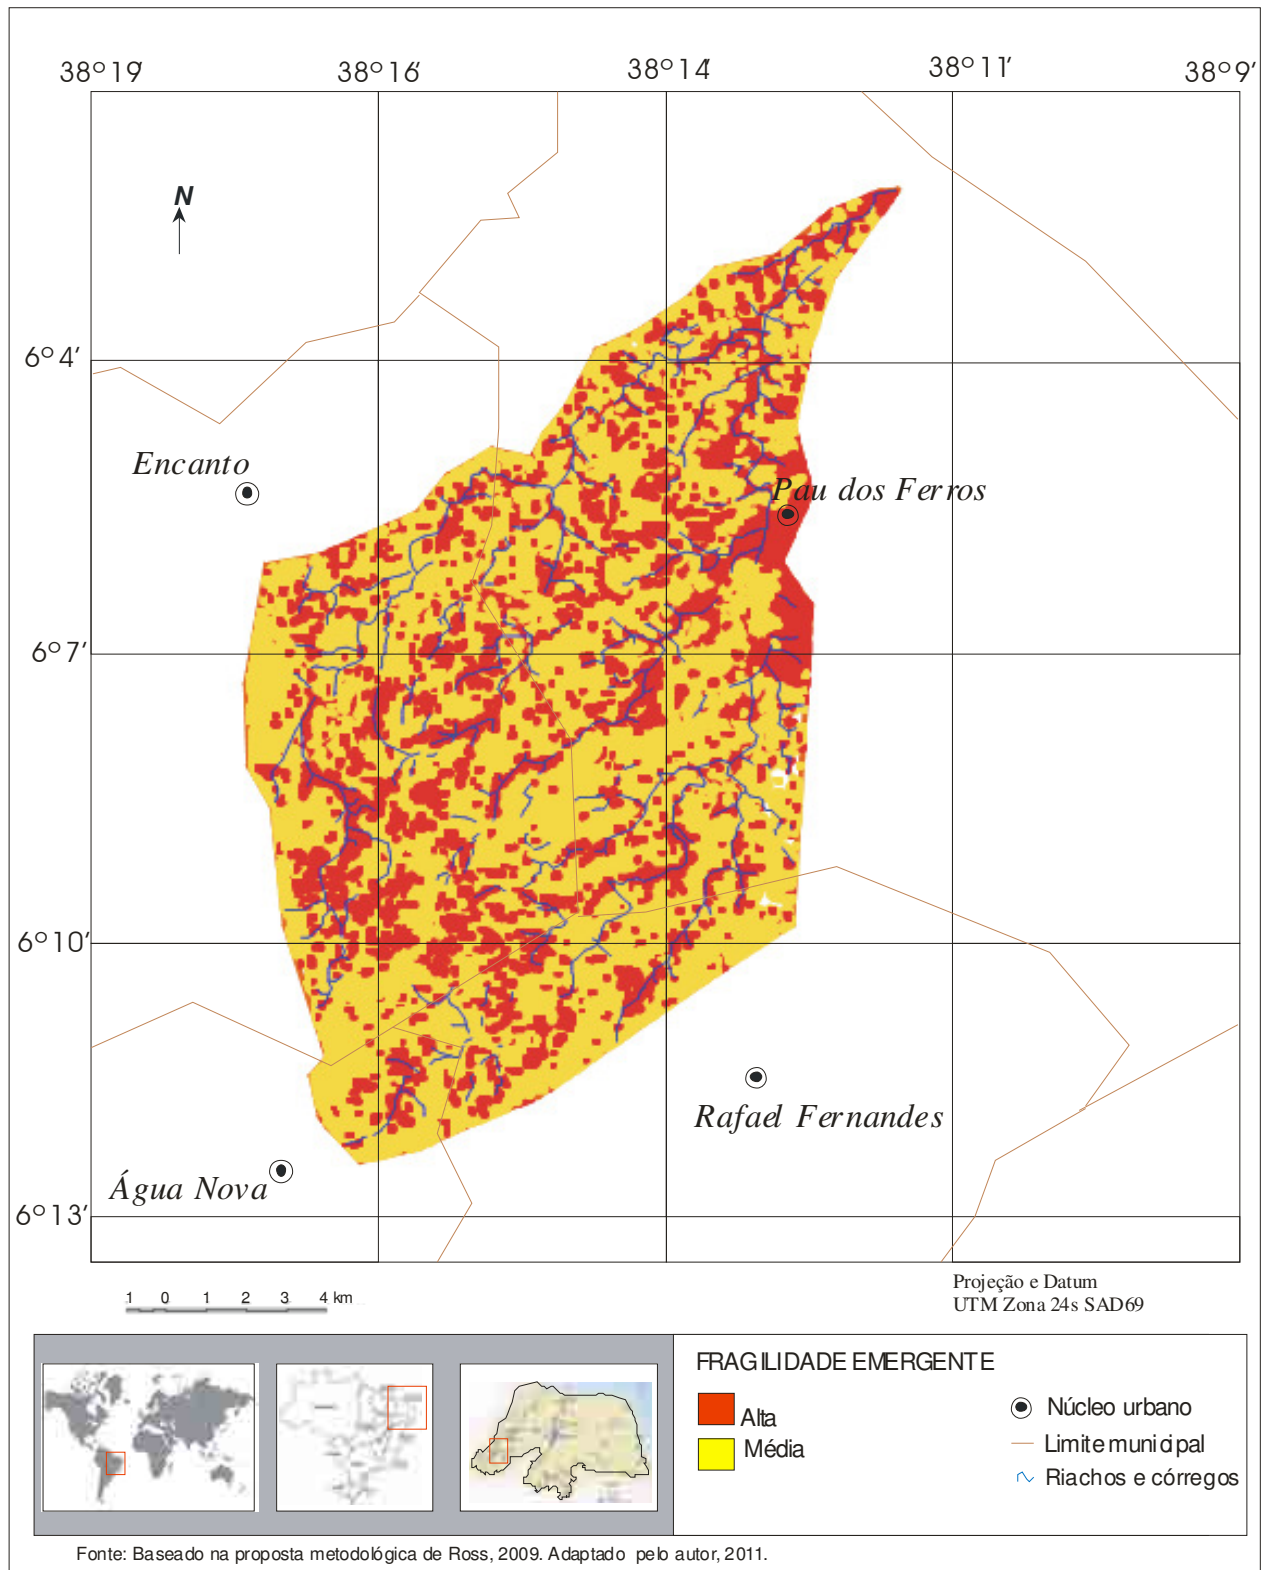 38°19'
38°16'
38°14'
38°11'
38°9'
N
6°4'
Encanto
Pau dos Ferros
6°7'
6°10'
Rafael Fernandes
Água Nova
6°13'
1 0 1 2 3 4 km
Projeção e Datum
UTM Zona 24s SAD69
FRAGILIDADE EMERGENTE
Alta
Média
Núcleo urbano
Limite municipal
Riachos e córregos
Fonte: Baseado na proposta metodológica de Ross, 2009. Adaptado pelo autor, 2011.